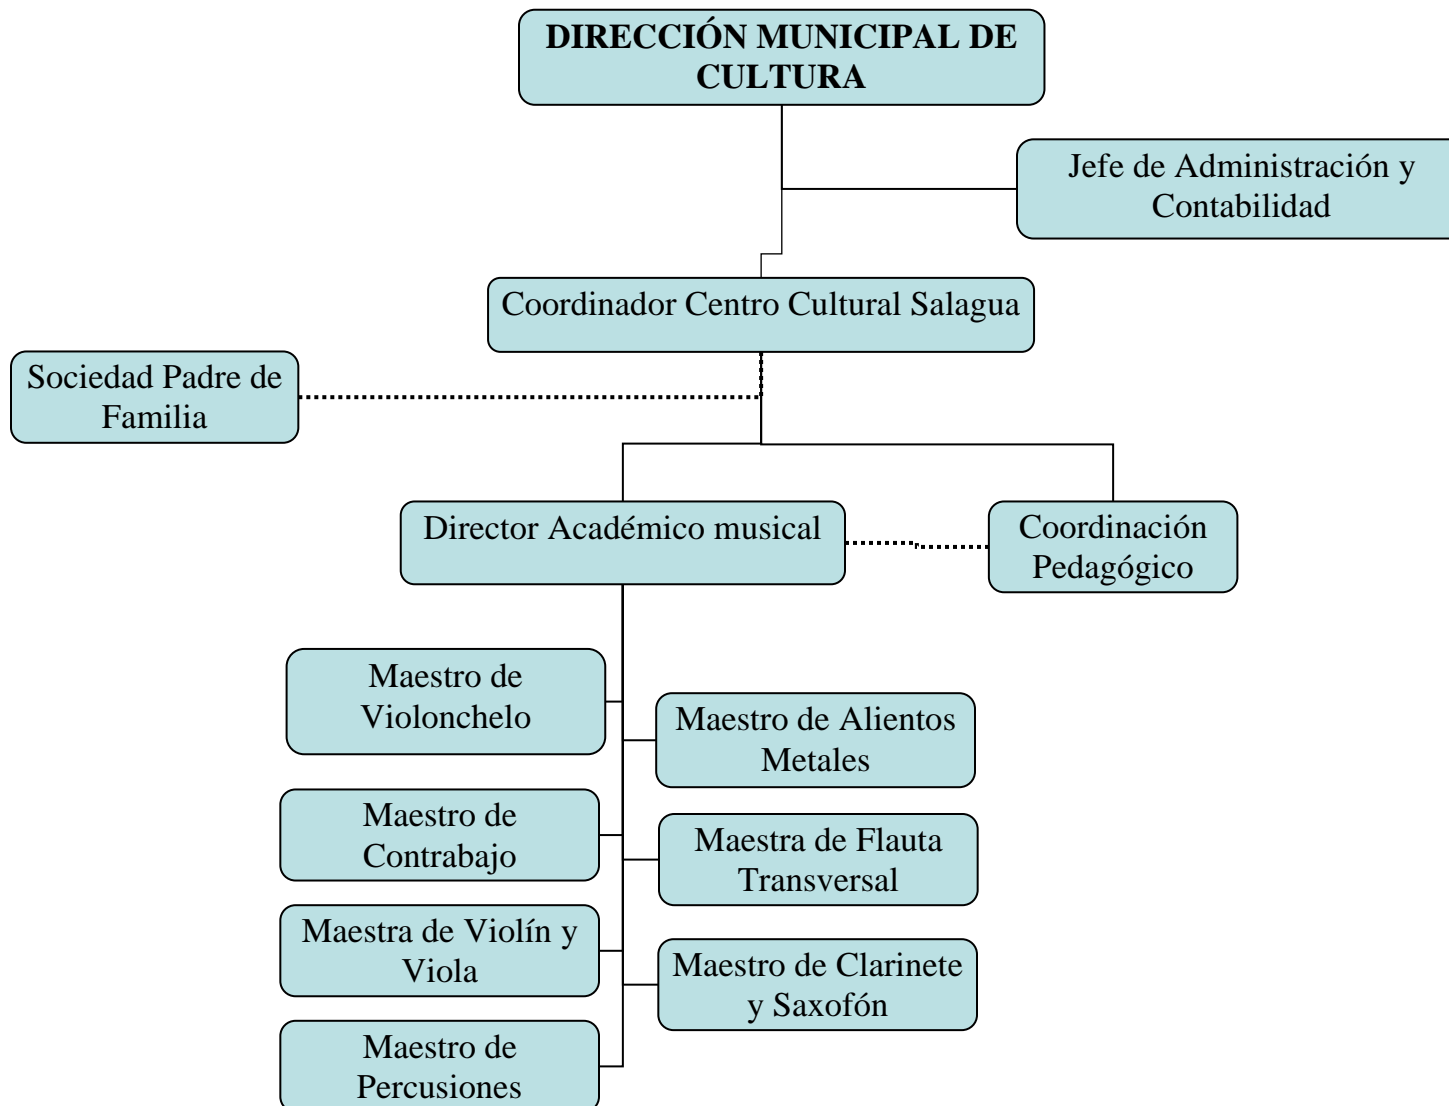 DIRECCIÓN MUNICIPAL DE
CULTURA
Jefe de Administración y
Contabilidad
Coordinador Centro Cultural Salagua
Sociedad Padre de
Familia
Director Académico musical
Coordinación
Pedagógico
Maestro de
Violonchelo
Maestro de Alientos
Metales
Maestro de
Contrabajo
Maestra de Flauta
Transversal
Maestra de Violín y
Viola
Maestro de Clarinete
y Saxofón
Maestro de
Percusiones